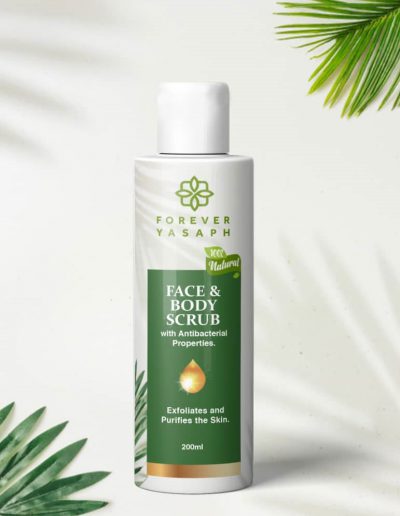 FOREVER
YASAPH
100%
Natural
FACE &
BODY
SCRUB
with Antibacterial
Properties.
Exfoliates and
Purifies the Skin.
200ml